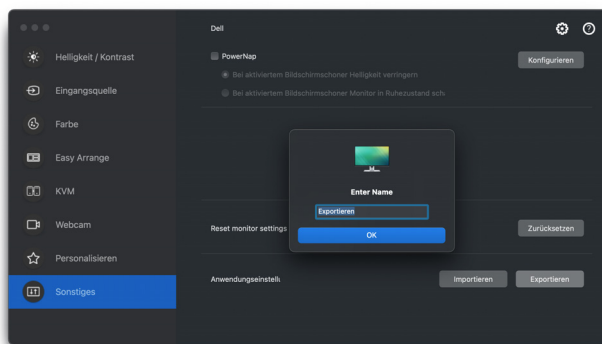 Dell
Helligkeit / Kontrast
Eingangsquelle
Farbe
Easy Arrange
KVM
Webcam
Personalisieren
Sonstiges
PowerNap
Konfigurieren
Bei aktiviertem Bildschirmschoner Helligkeit verringern
Bei aktiviertem Bildschirmschoner Monitor in Ruhezustand sch
Enter Name
Exportieren
OK
Reset monitor settings
Zurücksetzen
Anwendungseinstell
Importieren
Exportieren